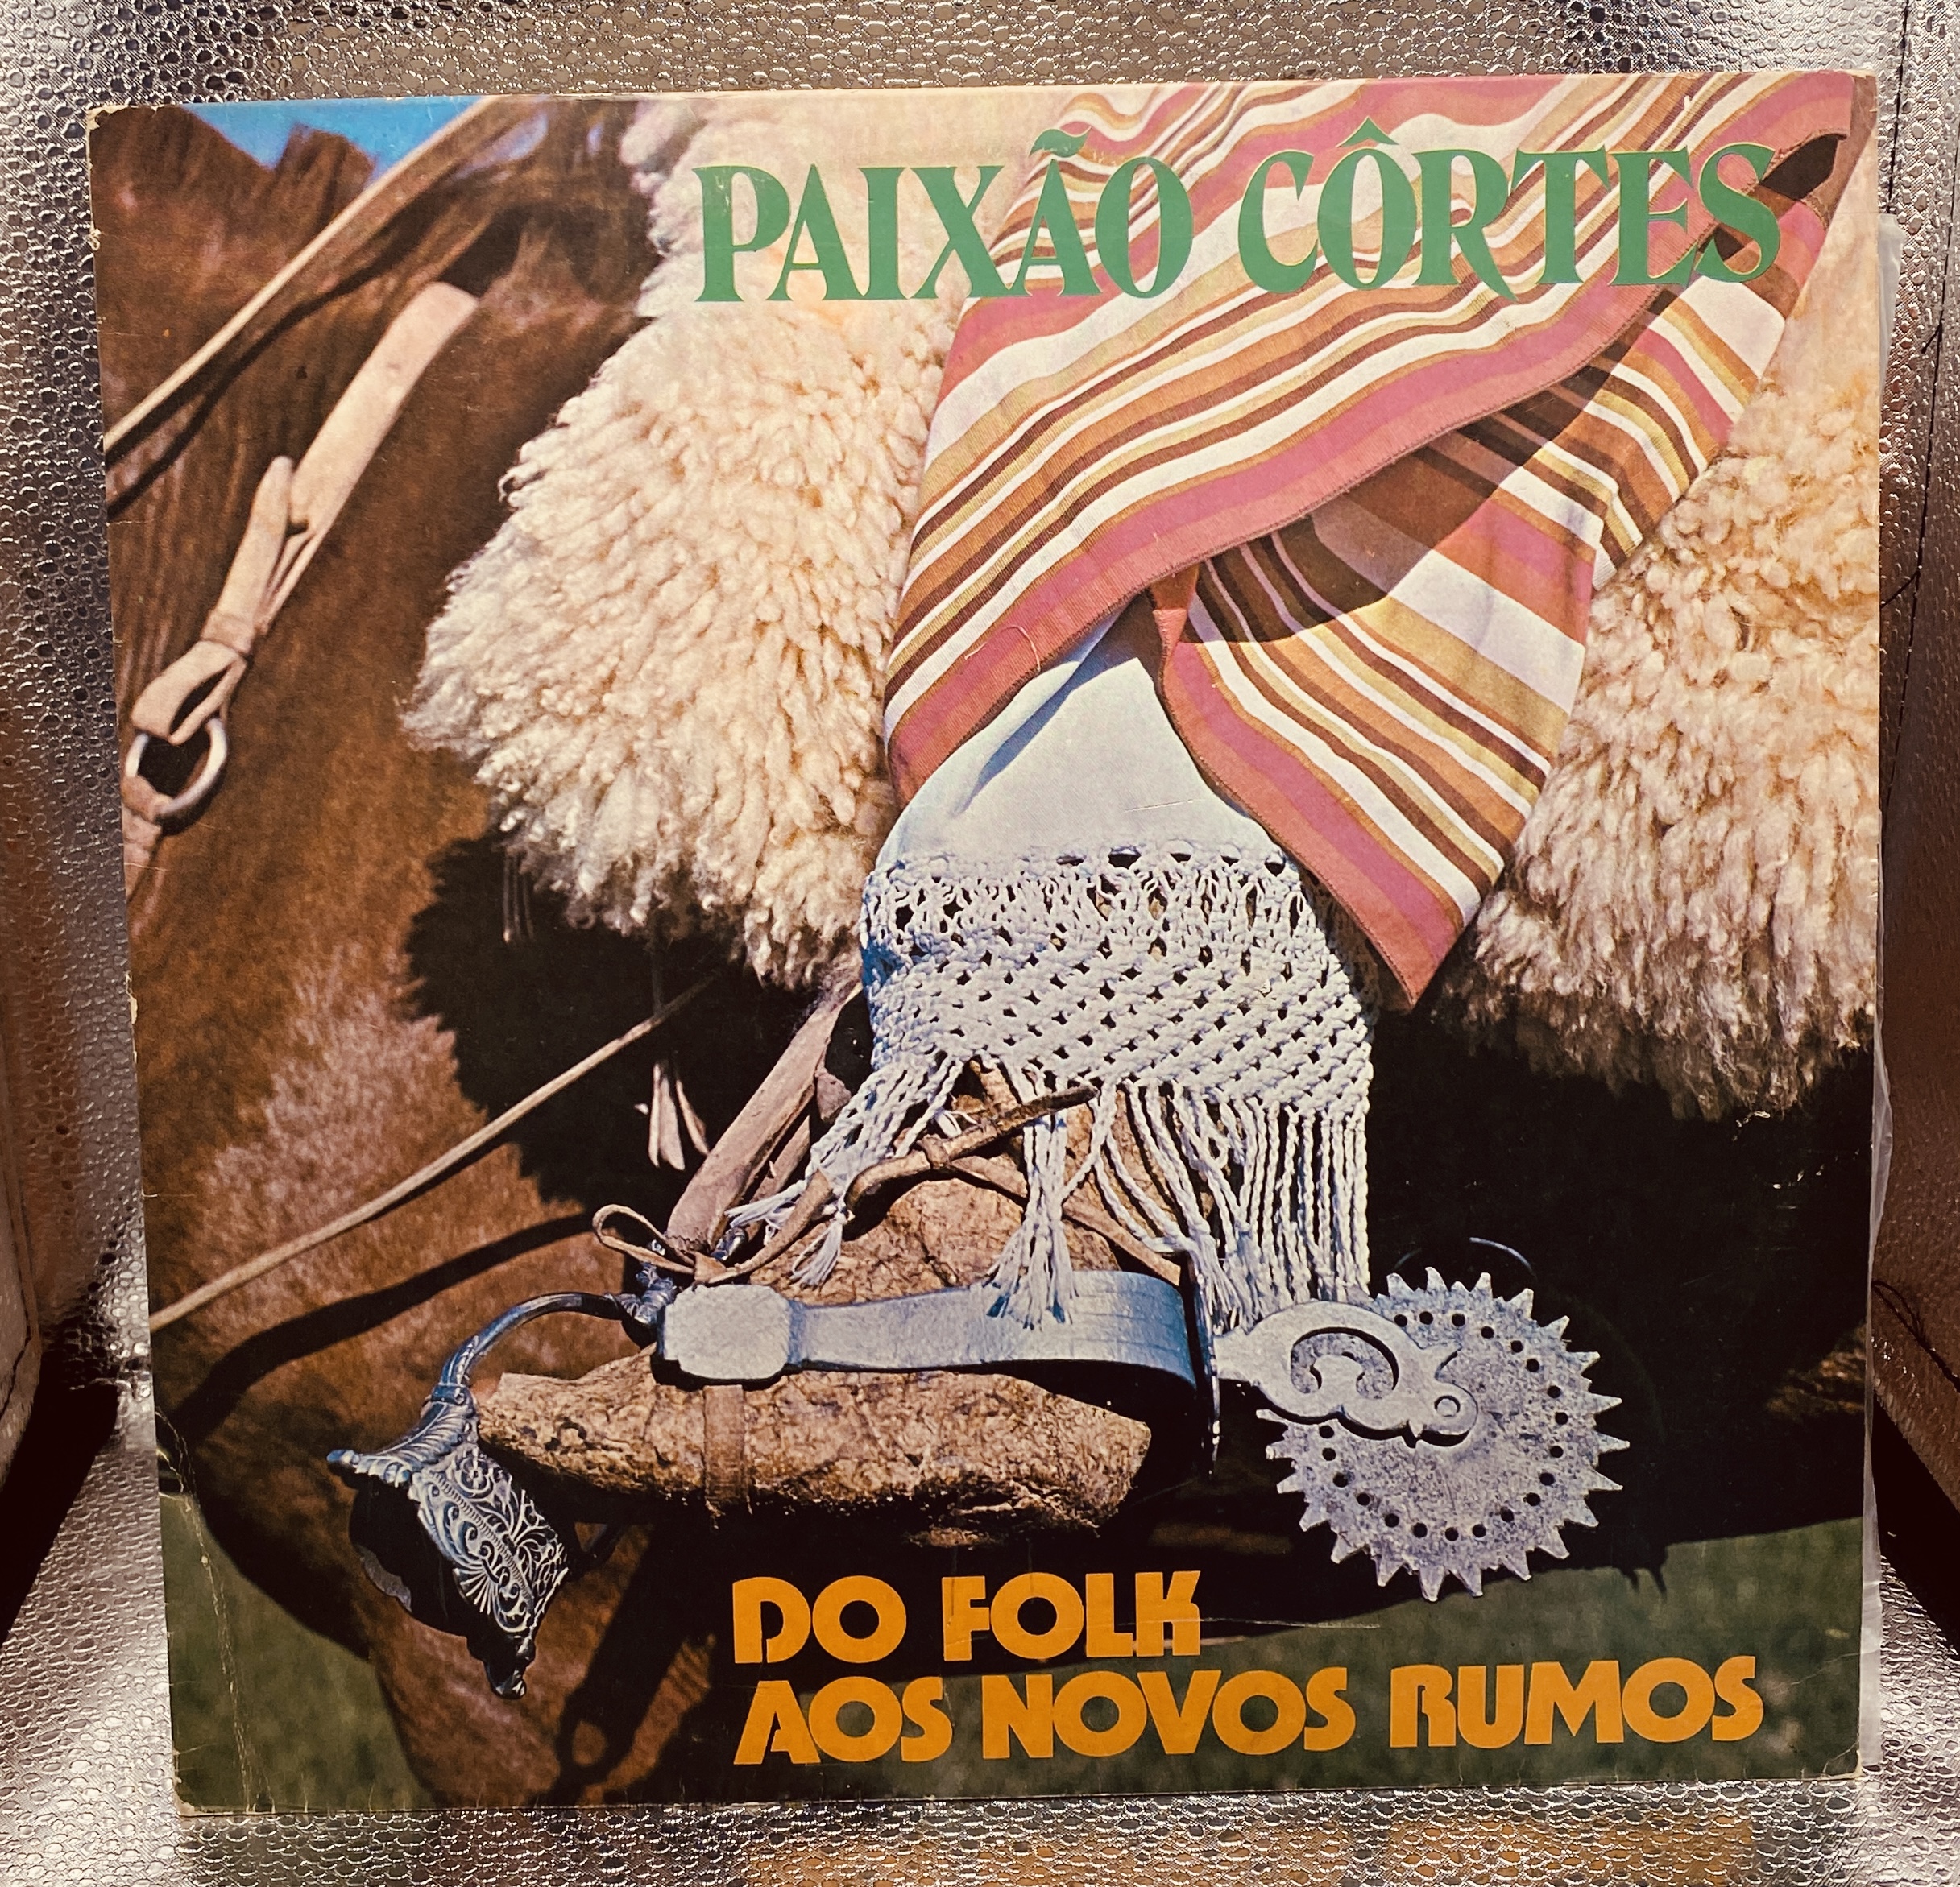 PAIXÃO CÔRTES
DO FOLK
AOS NOVOS RUMOS